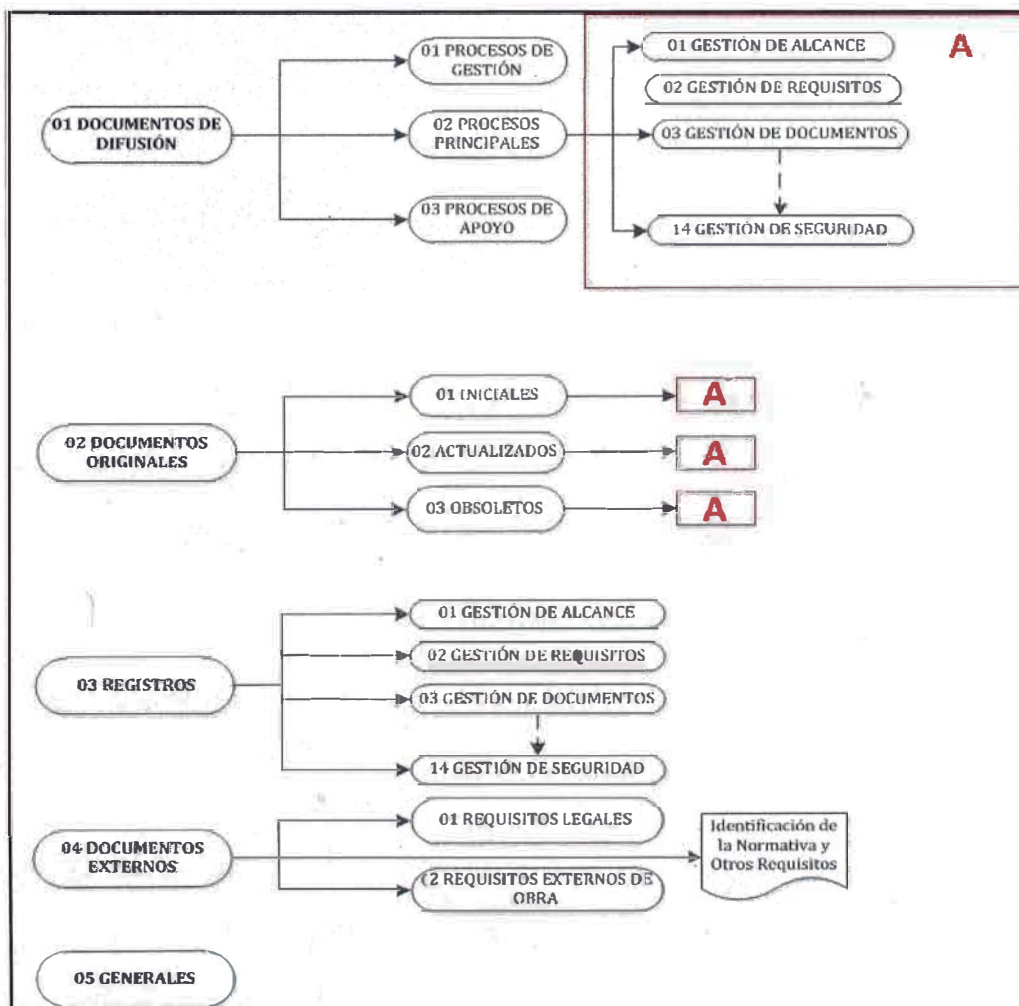 01 PROCESOS DE
GESTIÓN
01 GESTIÓN DE ALCANCE
A
02 GESTIÓN DE REQUISITOS
01 DOCUMENTOS DE
DIFUSIÓN
02 PROCESOS
PRINCIPALES
03 GESTIÓN DE DOCUMENTOS
03 PROCESOS DE
APOYO
14 GESTIÓN DE SEGURIDAD
02 DOCUMENTOS
ORIGINALES
01 INICIALES
A
02 ACTUALIZADOS
A
03 OBSOLETOS
A
03 REGISTROS
01 GESTIÓN DE ALCANCE
02 GESTIÓN DE REQUISITOS
03 GESTIÓN DE DOCUMENTOS
14 GESTIÓN DE SEGURIDAD
04 DOCUMENTOS
EXTERNOS
01 REQUISITOS LEGALES
02 REQUISITOS EXTERNOS DE
OBRA
Identificación de
la Normativa y
Otros Requisitos
05 GENERALES